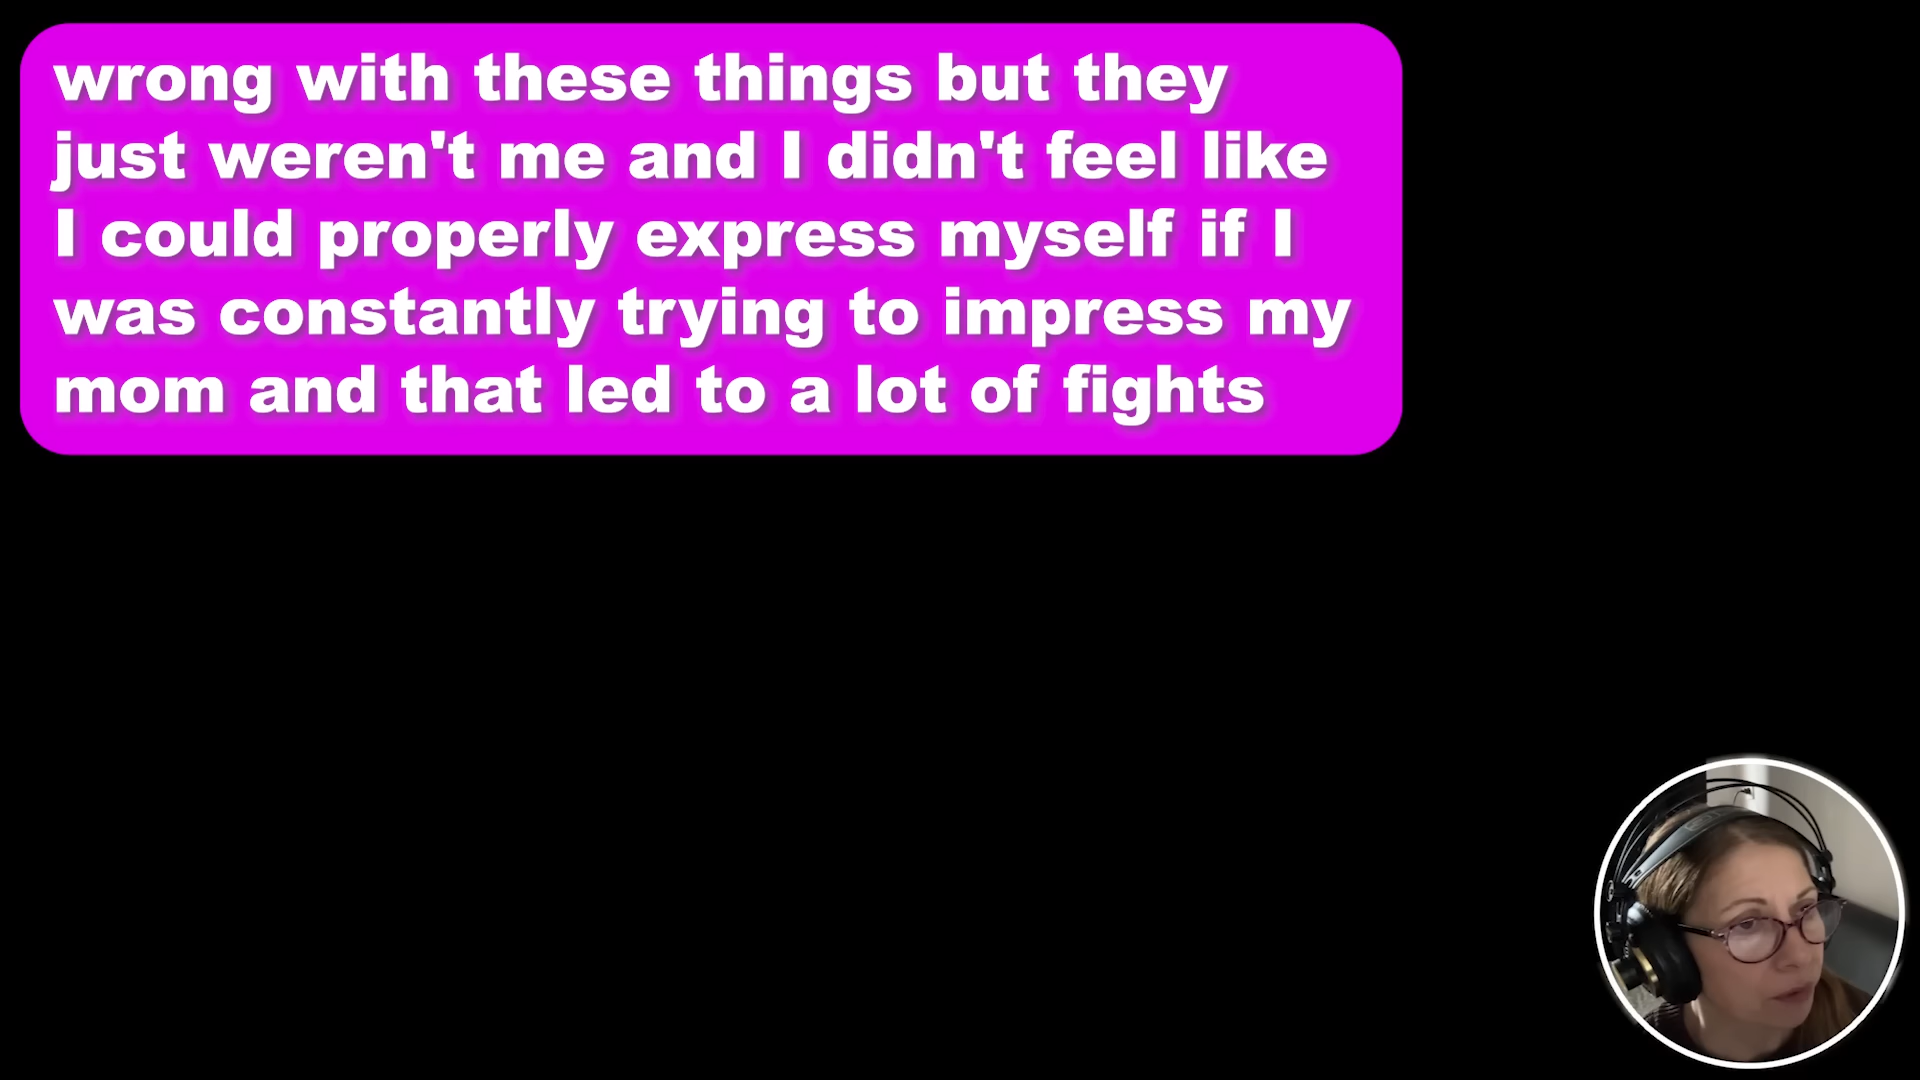 wrong with these things but they
just weren't me and I didn't feel like
I could properly express myself if I
was constantly trying to impress my
mom and that led to a lot of fights